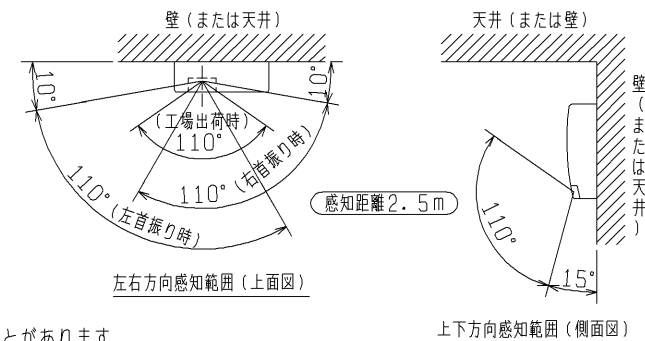 壁(または天井)
天井(または壁)
10°
10°
壁(または天井)
(工場出荷時)
110°
110°(右首振り時)
110°(左首振り時)
感知距離2.5m
110°
15°
左右方向感知範囲(上面図)
上下方向感知範囲(側面図)
とがあります